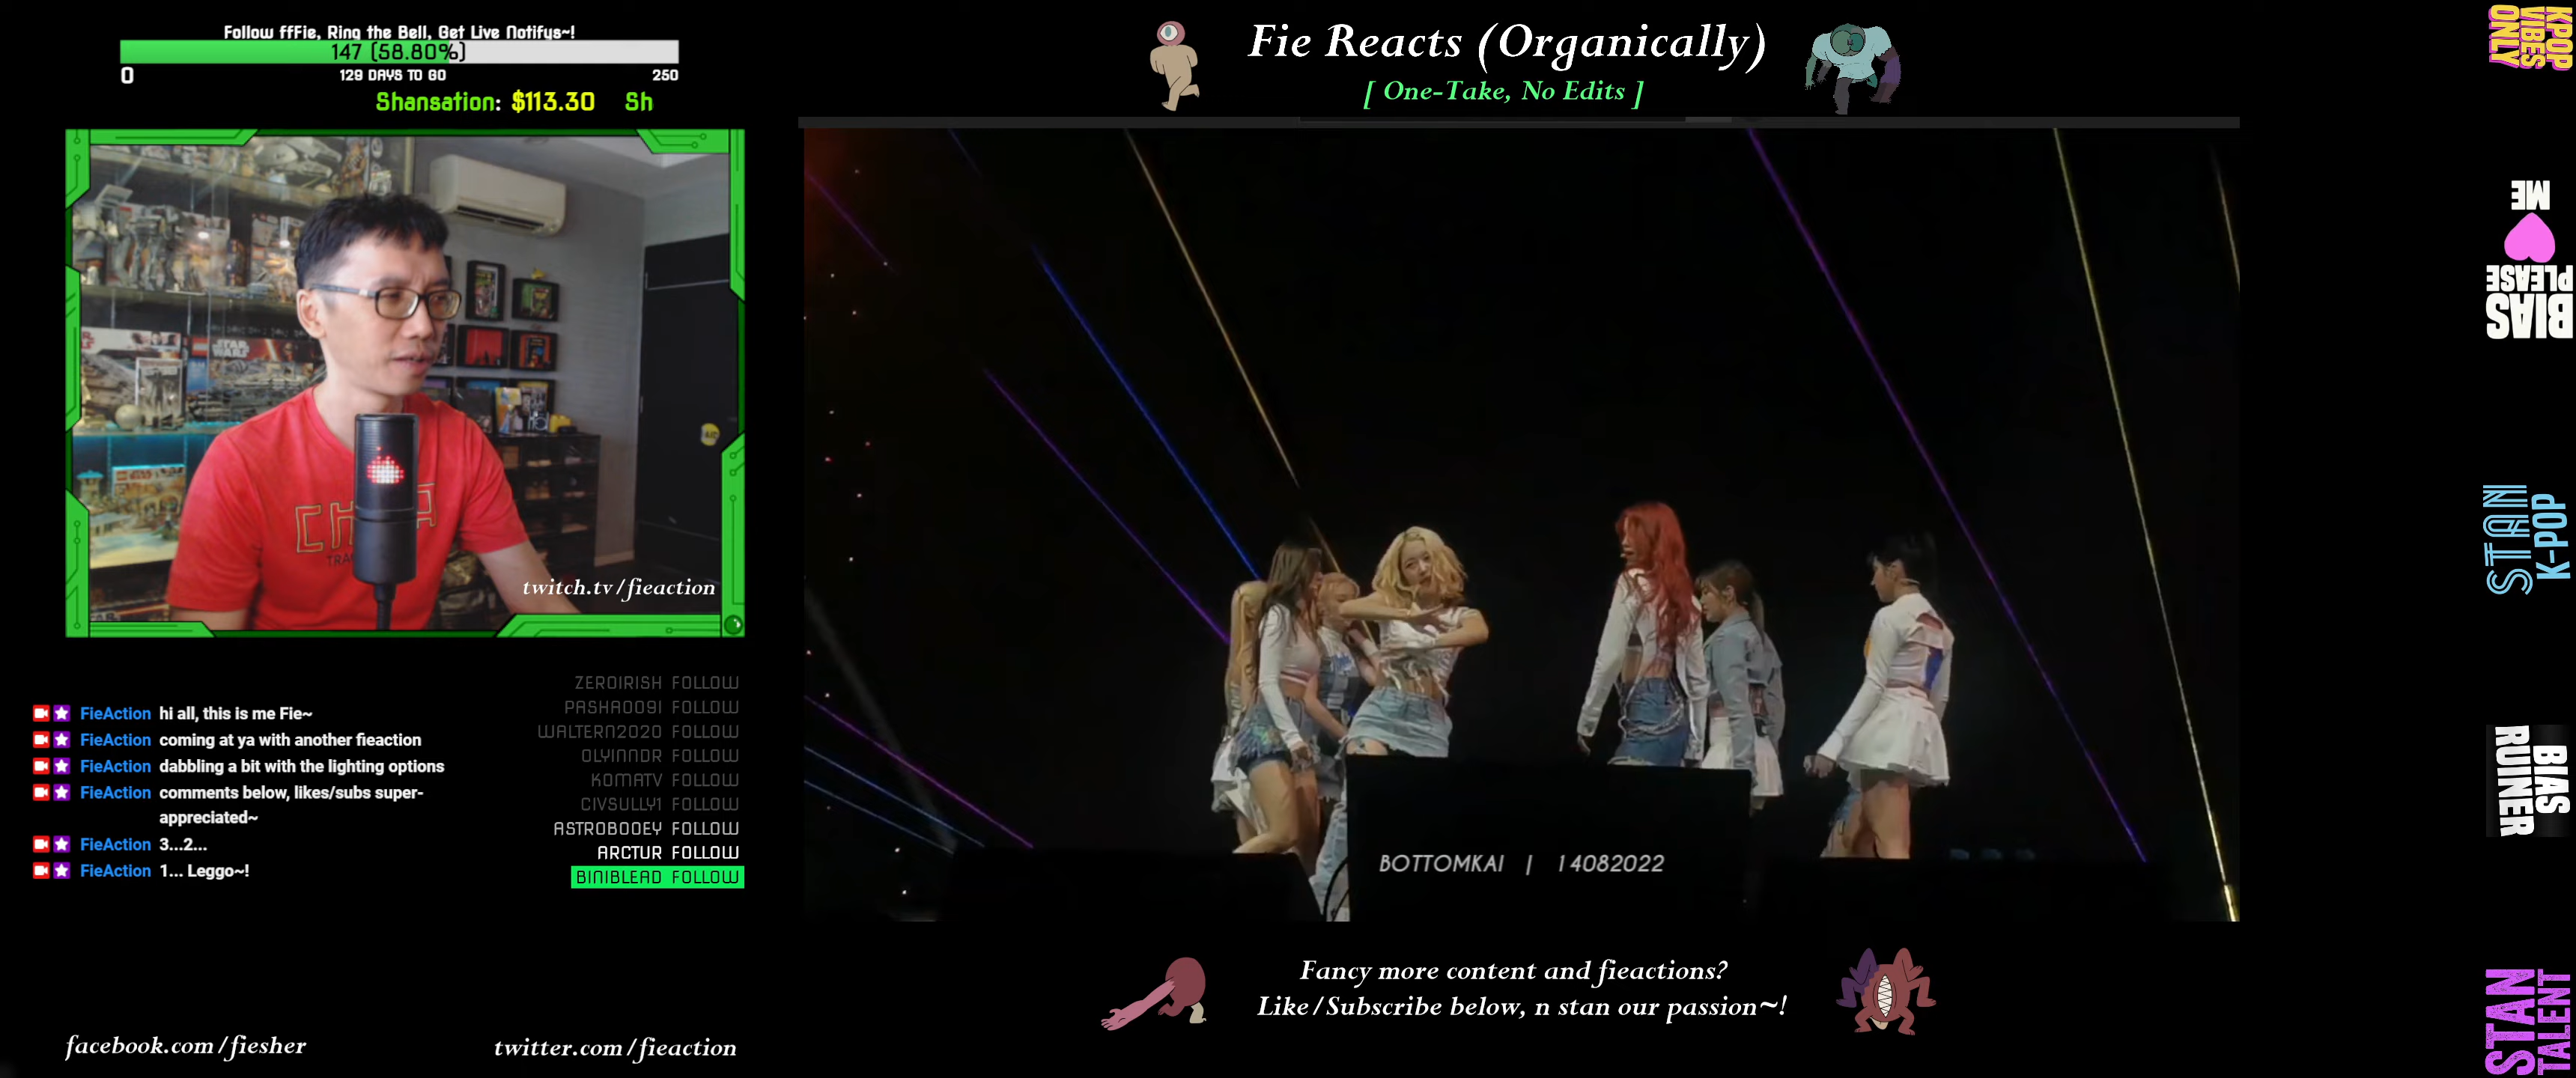 Follow ffFie, Ring the Bell, Get Live Notifys~!
147 (58.80%)
0
129 DAYS TO GO
250
Shansation: $113.30 Sh
Fie Reacts (Organically)
[ One-Take, No Edits ]
KPOP
VIBES
ONLY
BIAS
PLEASE
ME
STAN
K-POP
BIAS
RUINER
STAN
TALENT
STAR
WARS
twitch.tv/fieaction
ZEROIRISH FOLLOW
PASHA0091 FOLLOW
WALTERN2020 FOLLOW
OLYINNDR FOLLOW
KOMATV FOLLOW
CIVSULLY1 FOLLOW
ASTROBOOEY FOLLOW
ARCTUR FOLLOW
BINIBLEAD FOLLOW
FieAction hi all, this is me Fie~
FieAction coming at ya with another fieaction
FieAction dabbling a bit with the lighting options
FieAction comments below, likes/subs super-
appreciated~
FieAction 3...2...
FieAction 1... Leggo~!
BOTTOMKAI | 14082022
Fancy more content and fieactions?
Like/Subscribe below, n stan our passion~!
facebook.com/fiesher
twitter.com/fieaction